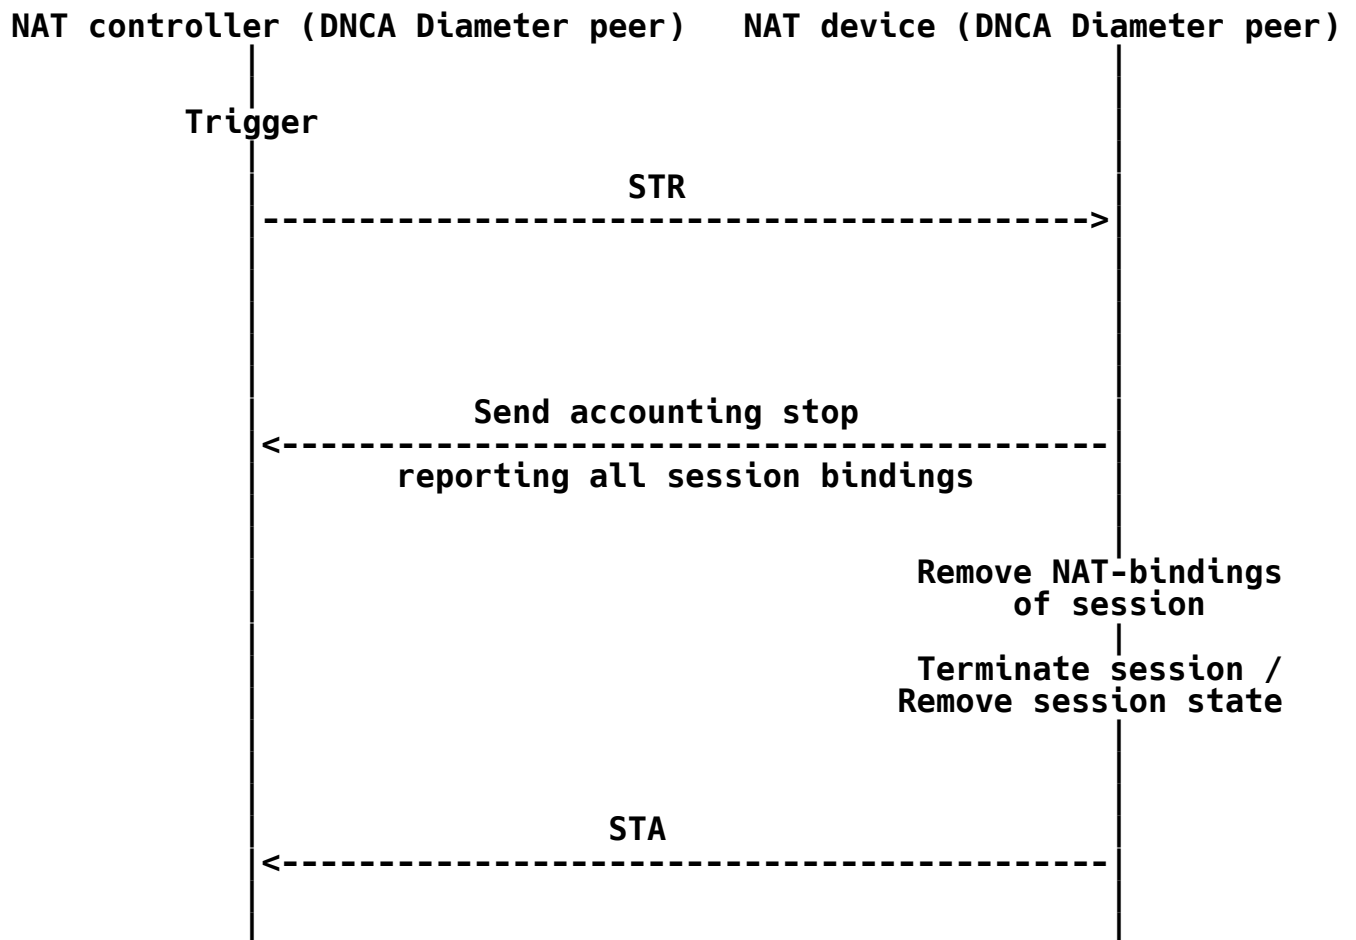 NAT controller (DNCA Diameter peer)   NAT device (DNCA Diameter peer)
Trigger
STR
Send accounting stop
reporting all session bindings
Remove NAT-bindings
of session
Terminate session /
Remove session state
STA